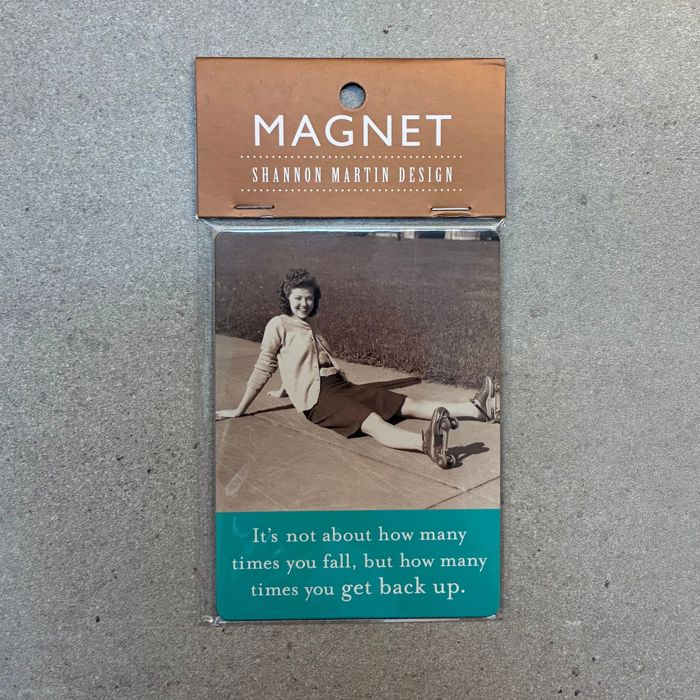 MAGNET
SHANNON MARTIN DESIGN
It's not about how many
times you fall, but how many
times you get back up.